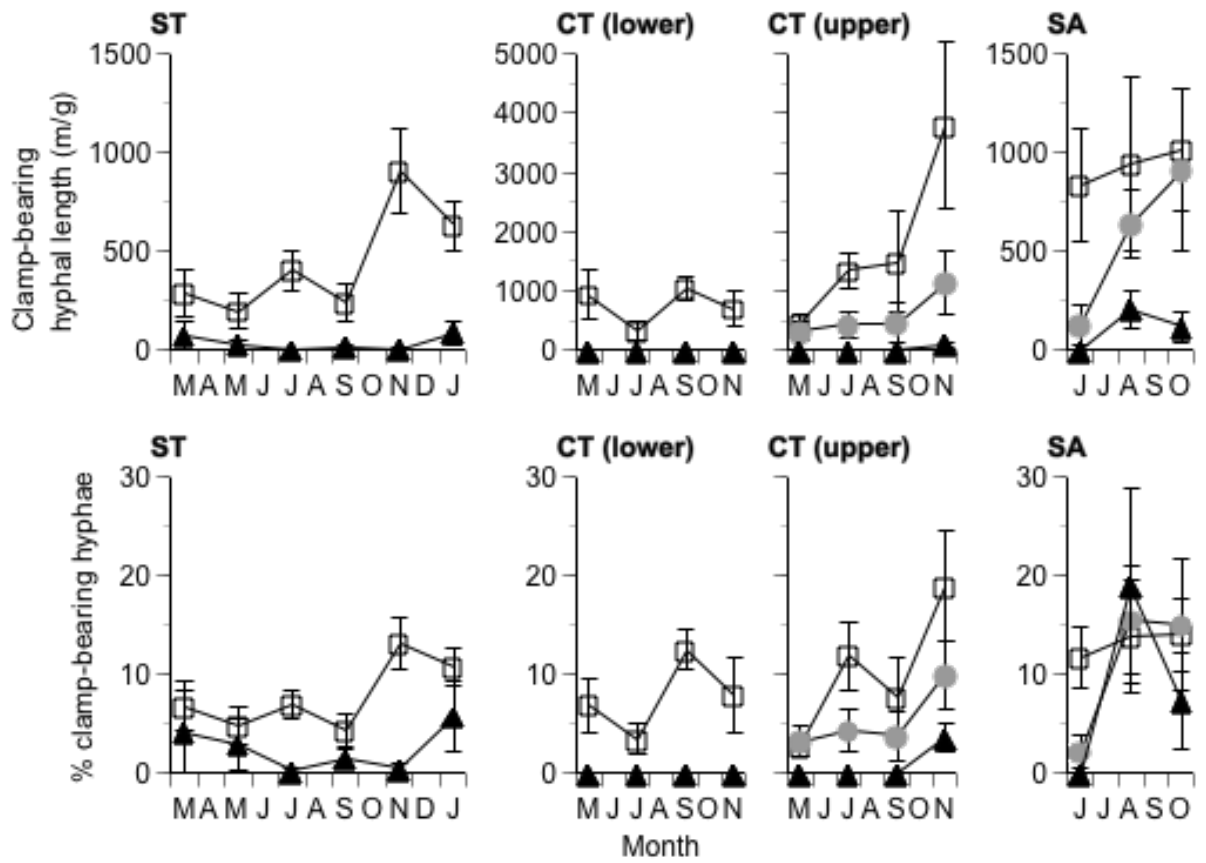 ST CT (lower) CT (upper) SA
Clamp-bearing
hyphal length (m/g)
1500
1000
500
0
5000
4000
3000
2000
1000
0
1500
1000
500
0
M A M J J A S O N D J
M J J A S O N
M J J A S O N
J J A S O
ST CT (lower) CT (upper) SA
% clamp-bearing hyphae
30
20
10
0
30
20
10
0
30
20
10
0
M A M J J A S O N D J
M J J A S O N
M J J A S O N
J J A S O
Month